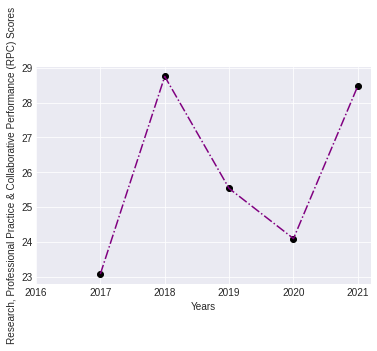 Research, Professional Practice & Collaborative Performance (RPC) Scores
29
28
27
26
25
24
23
2016 2017 2018 2019 2020 2021
Years